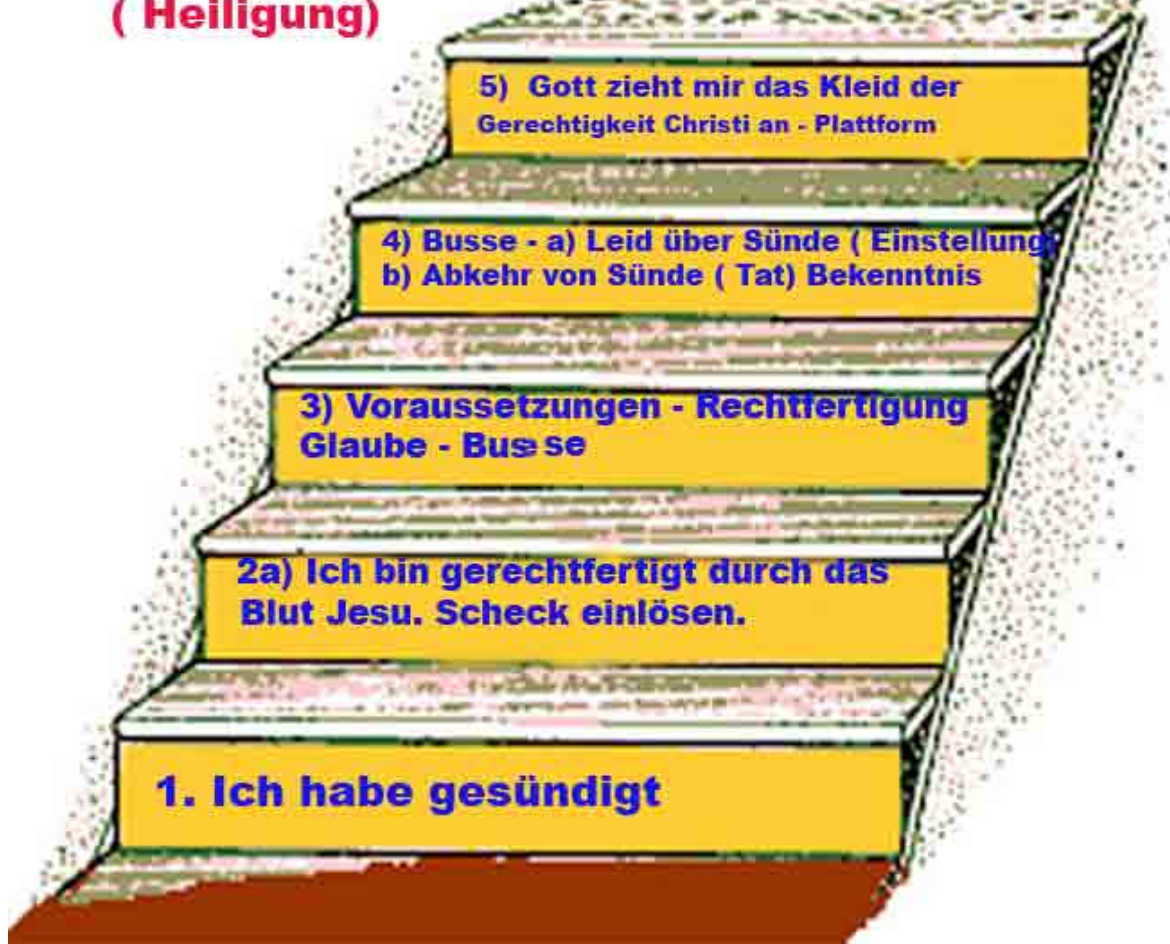 ( Heiligung)
5) Gott zieht mir das Kleid der
Gerechtigkeit Christi an - Plattform
4) Busse - a) Leid über Sünde ( Einstellung)
b) Abkehr von Sünde ( Tat) Bekenntnis
3) Voraussetzungen - Rechtfertigung
Glaube - Busse
2a) Ich bin gerechtfertigt durch das
Blut Jesu. Scheck einlösen.
1. Ich habe gesündigt